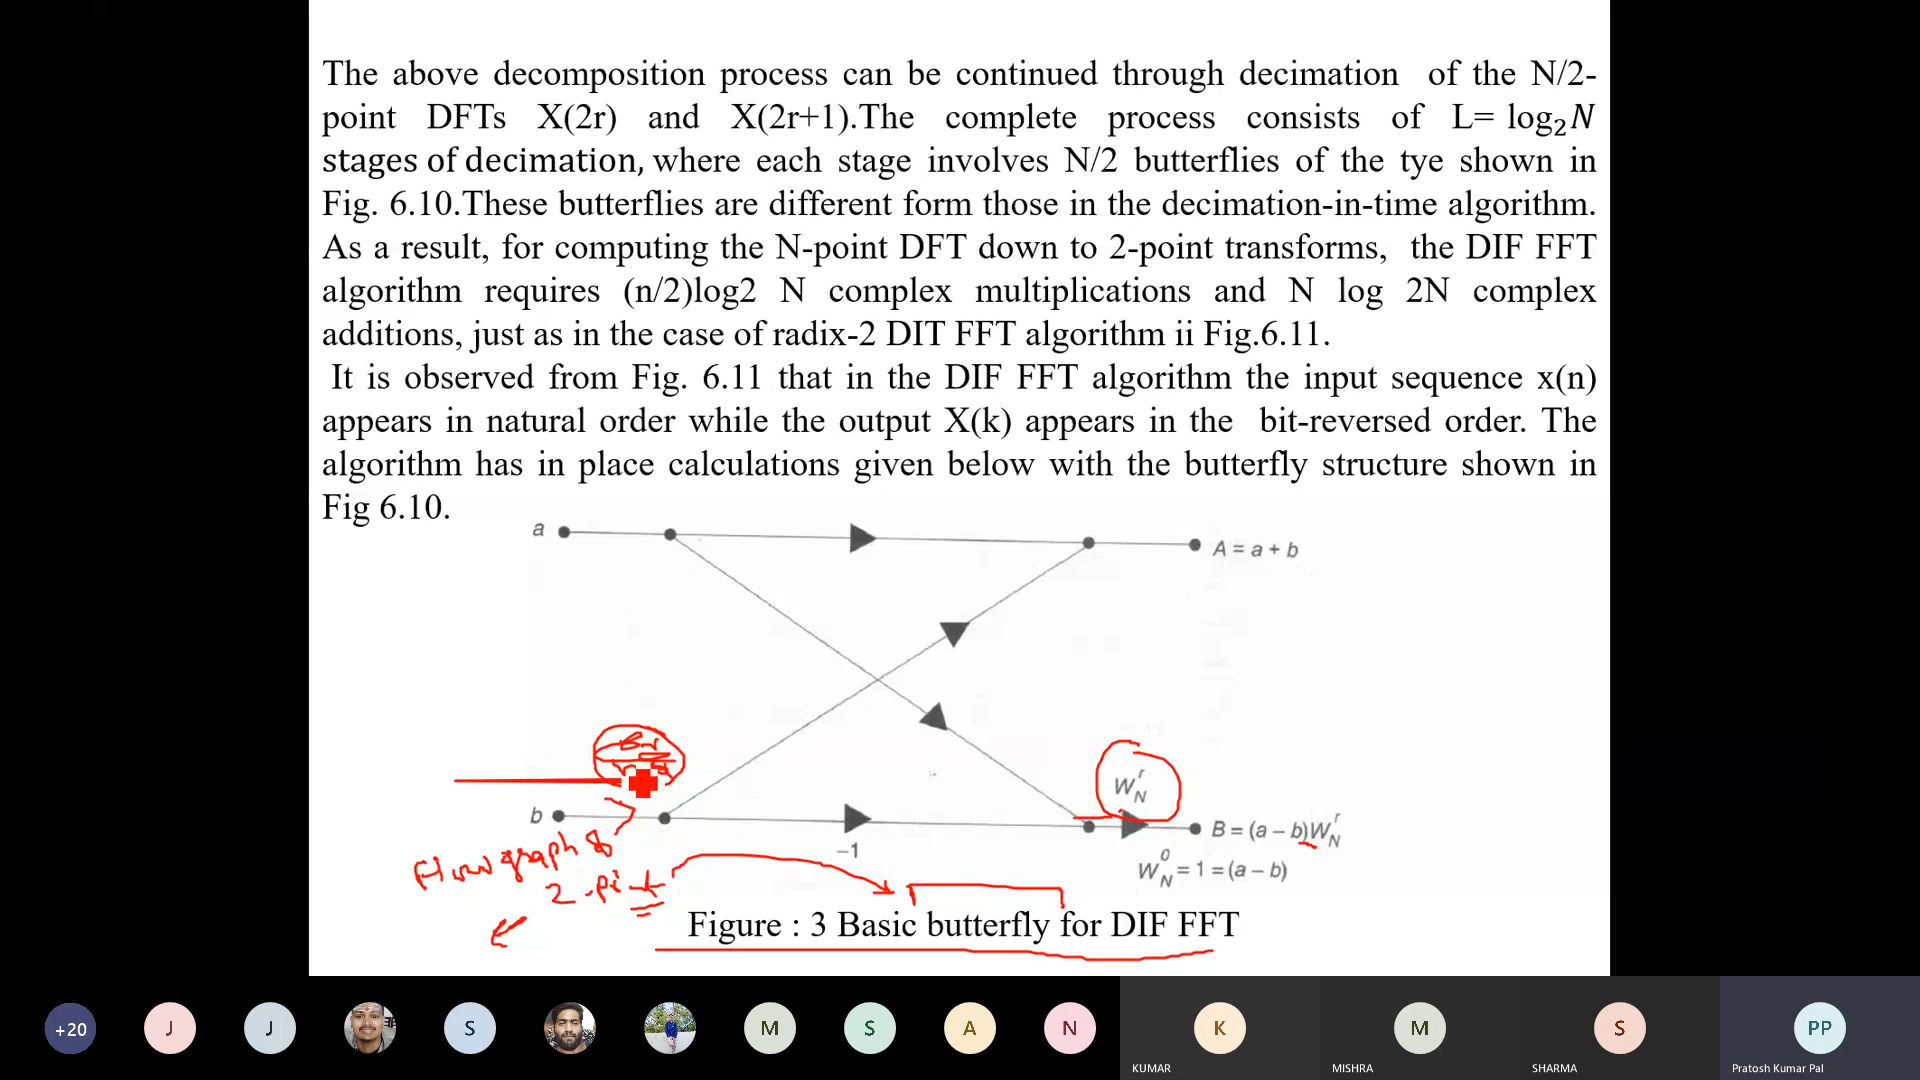 The above decomposition process can be continued through decimation of the N/2-
point DFTs X(2r) and X(2r+1).The complete process consists of L= log₂N
stages of decimation, where each stage involves N/2 butterflies of the tye shown in
Fig. 6.10.These butterflies are different form those in the decimation-in-time algorithm.
As a result, for computing the N-point DFT down to 2-point transforms, the DIF FFT
algorithm requires (n/2)log2 N complex multiplications and N log 2N complex
additions, just as in the case of radix-2 DIT FFT algorithm ii Fig.6.11.
It is observed from Fig. 6.11 that in the DIF FFT algorithm the input sequence x(n)
appears in natural order while the output X(k) appears in the bit-reversed order. The
algorithm has in place calculations given below with the butterfly structure shown in
Fig 6.10.
a
A = a + b
W_N^r
b
B = (a – b)W_N^r
–1
W_N^0 = 1 = (a – b)
Flow graph of
2-pt
Figure : 3 Basic butterfly for DIF FFT
+20
J
J
S
M
S
A
N
K
KUMAR
M
MISHRA
S
SHARMA
PP
Pratosh Kumar Pal